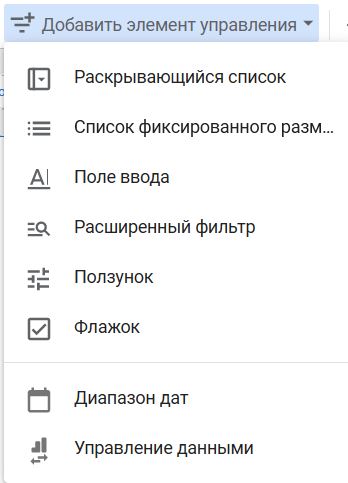 Добавить элемент управления
Раскрывающийся список
Список фиксированного разм...
Поле ввода
Расширенный фильтр
Ползунок
Флажок
Диапазон дат
Управление данными